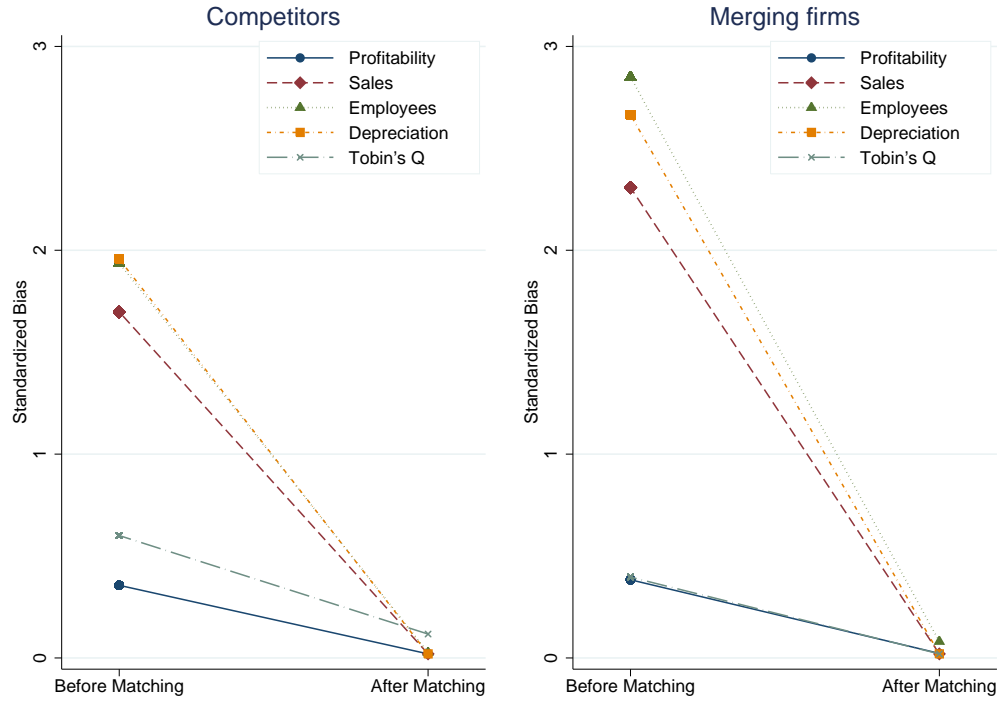 Competitors
3
2
1
0
Standardized Bias
Profitability
Sales
Employees
Depreciation
Tobin's Q
Before Matching
After Matching
Merging firms
3
2
1
0
Standardized Bias
Profitability
Sales
Employees
Depreciation
Tobin's Q
Before Matching
After Matching